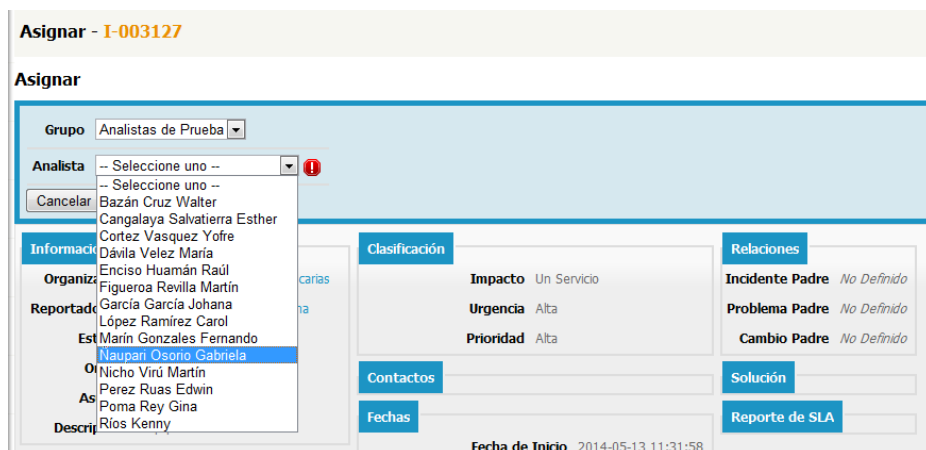 Asignar - I-003127
Asignar
Grupo Analistas de Prueba
Analista -- Seleccione uno --
-- Seleccione uno --
Cancelar
Bazán Cruz Walter
Cangalaya Salvatierra Esther
Cortez Vasquez Yofre
Dávila Velez María
Enciso Huamán Raúl
Figueroa Revilla Martín
García García Johana
López Ramírez Carol
Marín Gonzales Fernando
Ñaupari Osorio Gabriela
Nicho Virú Martín
Perez Ruas Edwin
Poma Rey Gina
Ríos Kenny
Clasificación
Impacto Un Servicio
Urgencia Alta
Prioridad Alta
Contactos
Fechas
Fecha de Inicio 2014-05-13 11:31:58
Relaciones
Incidente Padre No Definido
Problema Padre No Definido
Cambio Padre No Definido
Solución
Reporte de SLA